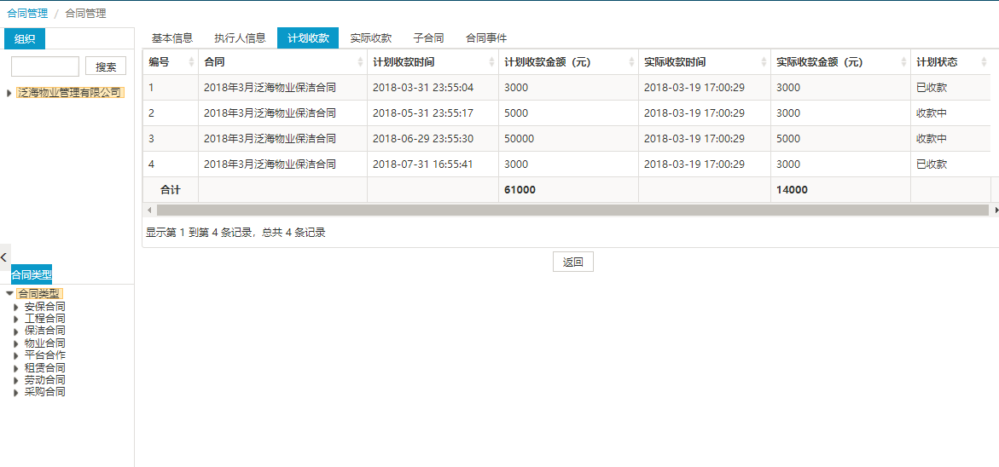 合同管理 / 合同管理
组织
搜索
泛海物业管理有限公司
合同类型
合同类型
安保合同
工程合同
保洁合同
物业合同
平台合作
租赁合同
劳动合同
采购合同
基本信息 执行人信息 计划收款 实际收款 子合同 合同事件
编号 合同 计划收款时间 计划收款金额（元） 实际收款时间 实际收款金额（元） 计划状态
1 2018年3月泛海物业保洁合同 2018-03-31 23:55:04 3000 2018-03-19 17:00:29 3000 已收款
2 2018年3月泛海物业保洁合同 2018-05-31 23:55:17 5000 2018-03-19 17:00:29 3000 收款中
3 2018年3月泛海物业保洁合同 2018-06-29 23:55:30 50000 2018-03-19 17:00:29 5000 收款中
4 2018年3月泛海物业保洁合同 2018-07-31 16:55:41 3000 2018-03-19 17:00:29 3000 已收款
合计 61000 14000
显示第 1 到第 4 条记录，总共 4 条记录
返回